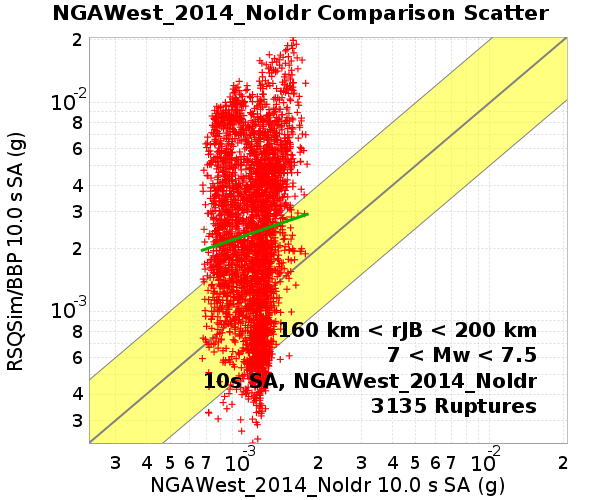 NGAWest_2014_NoIdr Comparison Scatter
RSQSim/BBP 10.0 s SA (g)
2
10-2
8
6
4
3
2
10-3
8
6
4
3
160 km < rJB < 200 km
7 < Mw < 7.5
10s SA, NGAWest_2014_NoIdr
3135 Ruptures
3 4 5 6 7 10-3 2 3 4 5 6 7 10-2 2
NGAWest_2014_NoIdr 10.0 s SA (g)